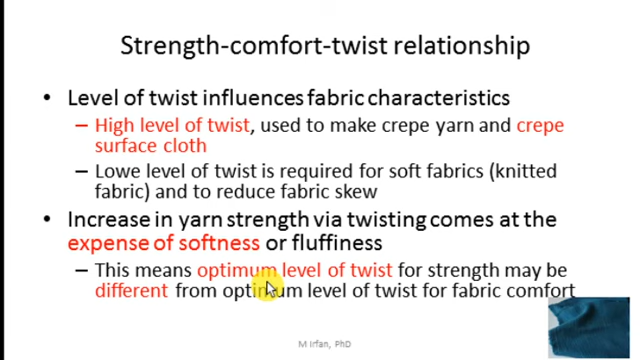 Strength-comfort-twist relationship
• Level of twist influences fabric characteristics
– High level of twist, used to make crepe yarn and crepe
surface cloth
– Lowe level of twist is required for soft fabrics (knitted
fabric) and to reduce fabric skew
• Increase in yarn strength via twisting comes at the
expense of softness or fluffiness
– This means optimum level of twist for strength may be
different from optimum level of twist for fabric comfort
M Irfan, PhD